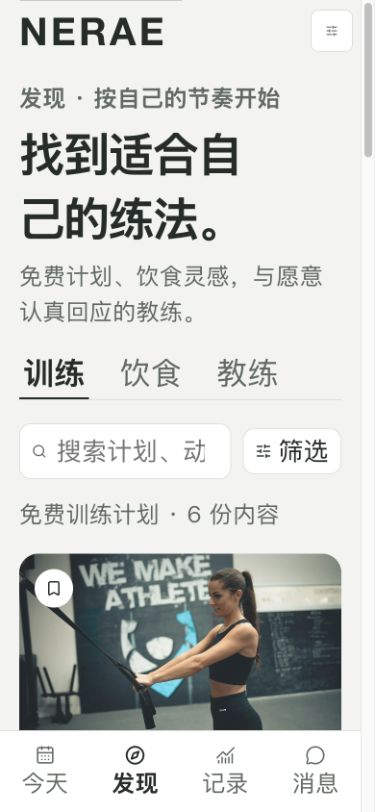 NERAE
发现 · 按自己的节奏开始
找到适合自
己的练法。
免费计划、饮食灵感，与愿意
认真回应的教练。
训练 饮食 教练
搜索计划、动
筛选
免费训练计划 · 6 份内容
WE MAKE
ATHLETE
今天 发现 记录 消息